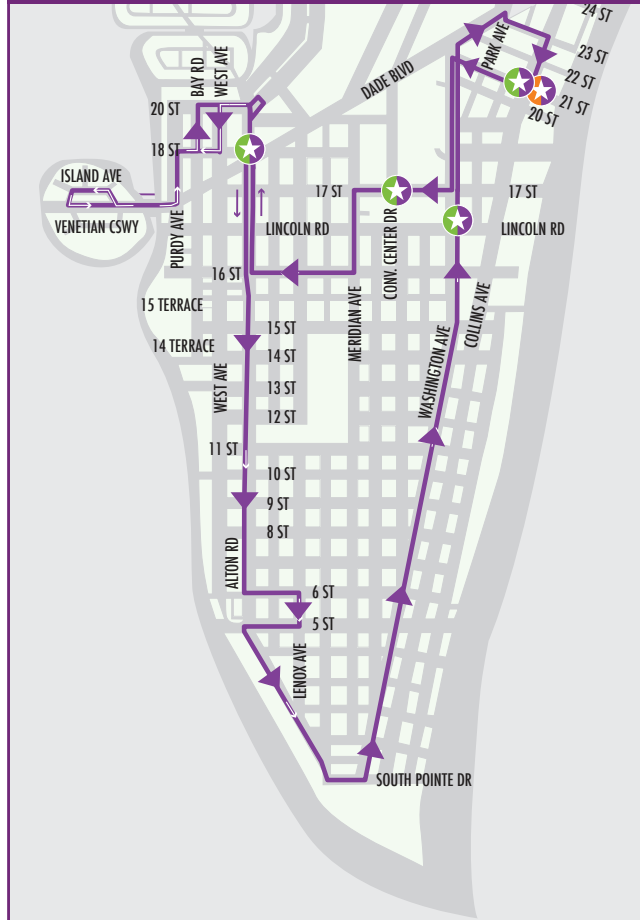 24 ST
23 ST
22 ST
21 ST
20 ST
PARK AVE
DADE BLVD
BAY RD
WEST AVE
20 ST
18 ST
ISLAND AVE
VENETIAN CSWY
PURDY AVE
17 ST
17 ST
LINCOLN RD
LINCOLN RD
CONV. CENTER DR
16 ST
15 TERRACE
MERIDIAN AVE
COLLINS AVE
WASHINGTON AVE
15 ST
14 TERRACE
14 ST
WEST AVE
13 ST
12 ST
11 ST
10 ST
9 ST
8 ST
ALTON RD
6 ST
5 ST
LENOX AVE
SOUTH POINTE DR